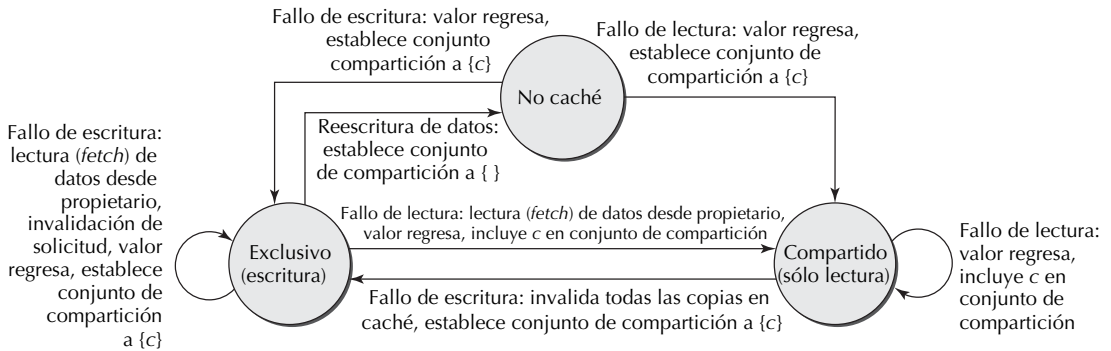 Fallo de escritura: valor regresa,
establece conjunto
compartición a {c}
Fallo de lectura: valor regresa,
establece conjunto de
compartición a {c}
No caché
Reescritura de datos:
establece conjunto
de compartición a { }
Fallo de escritura:
lectura (fetch) de
datos desde
propietario,
invalidación de
solicitud, valor
regresa, establece
conjunto de
compartición
a {c}
Exclusivo
(escritura)
Fallo de lectura: lectura (fetch) de datos desde propietario,
valor regresa, incluye c en conjunto de compartición
Fallo de escritura: invalida todas las copias en
caché, establece conjunto de compartición a {c}
Compartido
(sólo lectura)
Fallo de lectura:
valor regresa,
incluye c en
conjunto de
compartición